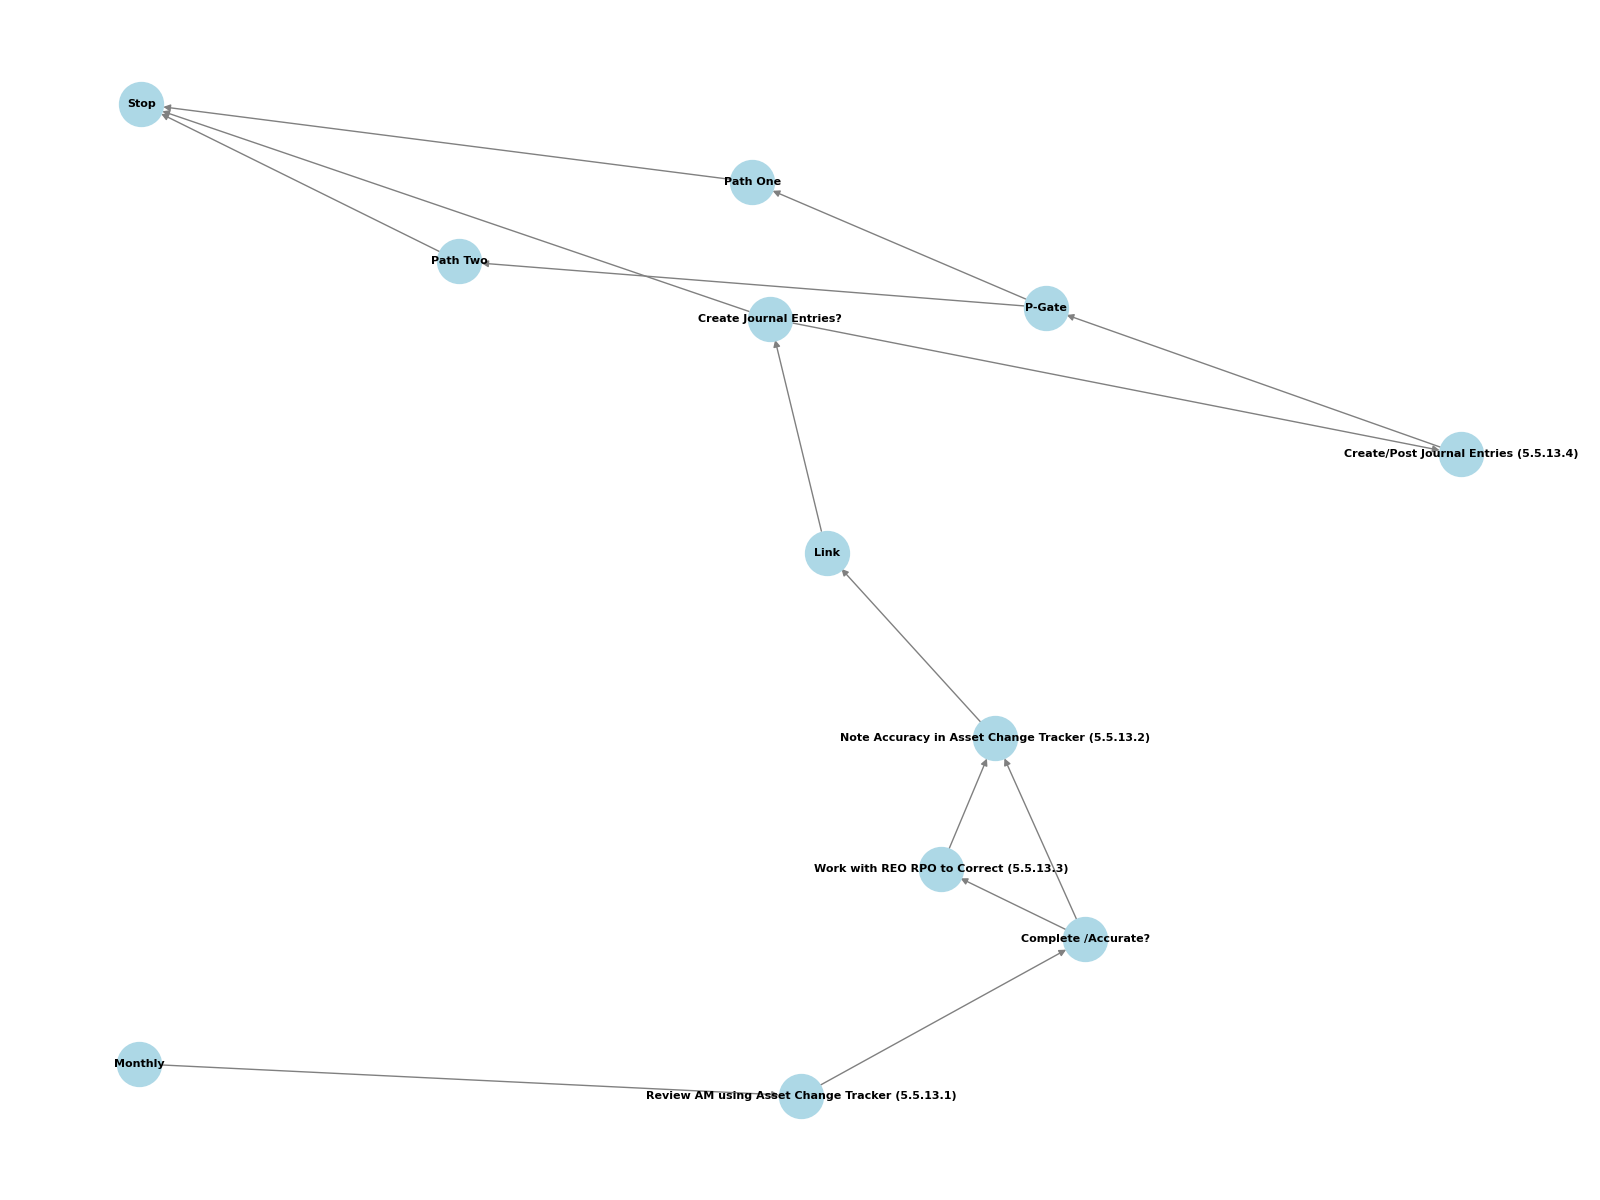 Stop
Path One
Path Two
P-Gate
Create Journal Entries?
Create/Post Journal Entries (5.5.13.4)
Link
Note Accuracy in Asset Change Tracker (5.5.13.2)
Work with REO RPO to Correct (5.5.13.3)
Complete /Accurate?
Monthly
Review AM using Asset Change Tracker (5.5.13.1)